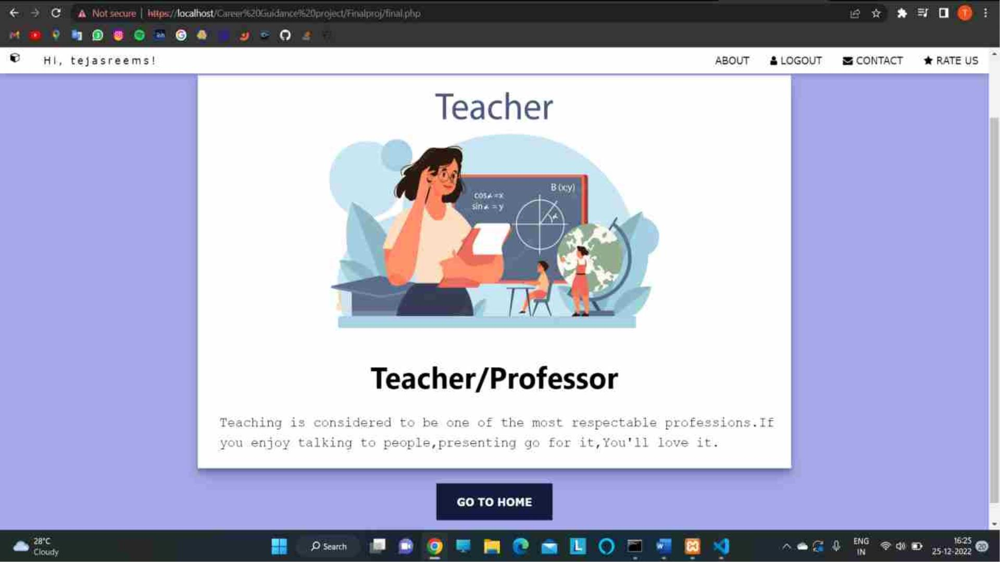 Not secure | https://localhost/Career%20Guidance%20project/Finalproj/final.php
Hi, tejasreems!
ABOUT LOGOUT CONTACT RATE US
Teacher
B (x;y)
cos⍺ =x
sin⍺ = y
⍺
Teacher/Professor
Teaching is considered to be one of the most respectable professions.If
you enjoy talking to people,presenting go for it,You'll love it.
GO TO HOME
28°C
Cloudy
Search
ENG
IN
16:25
25-12-2022
20